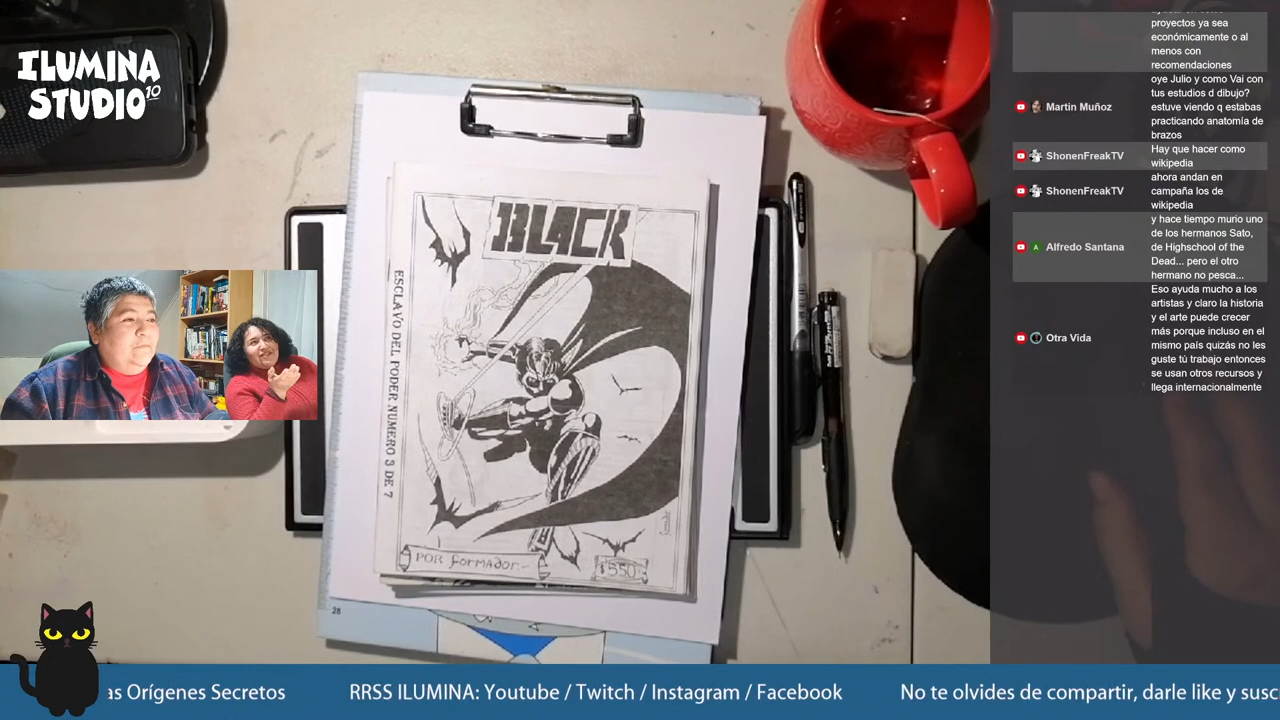 ILUMINA
STUDIO 10
BLACK
ESCLAVO DEL PODER NUMERO 3 DE 7
POR formador.-
$550
28
proyectos ya sea
económicamente o al
menos con
recomendaciones
Martin Muñoz
oye Julio y como Vai con
tus estudios d dibujo?
estuve viendo q estabas
practicando anatomía de
brazos
ShonenFreakTV
Hay que hacer como
wikipedia
ShonenFreakTV
ahora andan en
campaña los de
wikipedia
Alfredo Santana
y hace tiempo murio uno
de los hermanos Sato,
de Highschool of the
Dead... pero el otro
hermano no pesca...
Otra Vida
Eso ayuda mucho a los
artistas y claro la historia
y el arte puede crecer
más porque incluso en el
mismo país quizás no les
guste tú trabajo entonces
se usan otros recursos y
llega internacionalmente
as Orígenes Secretos
RRSS ILUMINA: Youtube / Twitch / Instagram / Facebook
No te olvides de compartir, darle like y susc